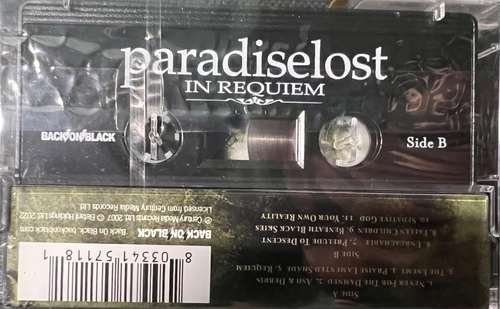 paradiselost
IN REQUIEM
BACK ON BLACK
Side B
Side A
1. Never For The Damned 2. Ash & Debris
3. The Enemy 4. Praise Lamented Shade 5. Requiem
Side B
6. Unreachable 7. Prelude To Descent
8. Fallen Children 9. Beneath Black Skies
10. Sedative God 11. Your Own Reality
BACK ON BLACK Back On Black. backonblack.com
℗ Century Media Records Ltd. 2007 © Holdings Ltd.
Licensed from Century Media Records Ltd.
8 03341 57118 1